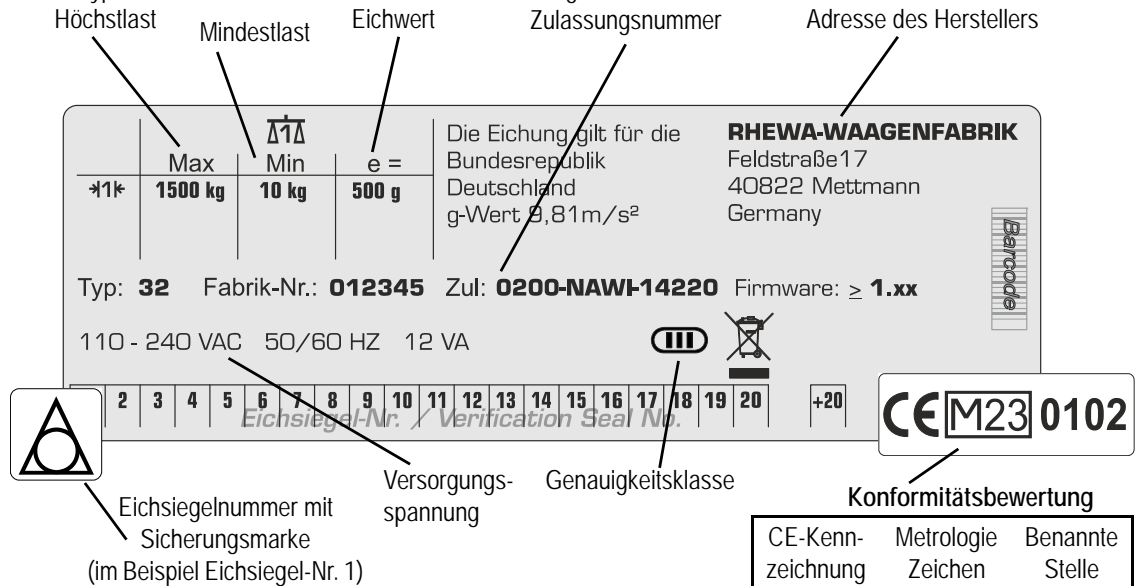 Höchstlast
Mindestlast
Eichwert
Zulassungsnummer
Adresse des Herstellers
Max Min e =
1 1500 kg 10 kg 500 g
Die Eichung gilt für die
Bundesrepublik
Deutschland
g-Wert 9,81m/s²
RHEWA-WAAGENFABRIK
Feldstraße17
40822 Mettmann
Germany
Barcode
Typ: 32 Fabrik-Nr.: 012345 Zul: 0200-NAWI-14220 Firmware: ≥ 1.xx
110 - 240 VAC 50/60 HZ 12 VA III
2 3 4 5 6 7 8 9 10 11 12 13 14 15 16 17 18 19 20 +20
Eichsiegel-Nr. / Verification Seal No.
CE M23 0102
Versorgungs-
spannung
Genauigkeitsklasse
Eichsiegelnummer mit
Sicherungsmarke
(im Beispiel Eichsiegel-Nr. 1)
Konformitätsbewertung
CE-Kenn-
zeichnung
Metrologie
Zeichen
Benannte
Stelle